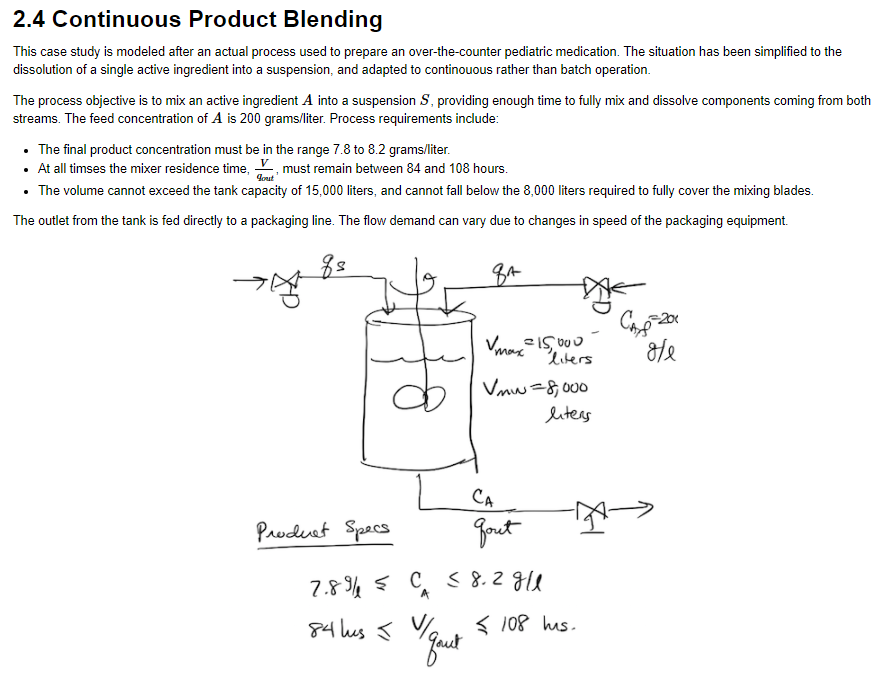 2.4 Continuous Product Blending
This case study is modeled after an actual process used to prepare an over-the-counter pediatric medication. The situation has been simplified to the
dissolution of a single active ingredient into a suspension, and adapted to continouous rather than batch operation.
The process objective is to mix an active ingredient A into a suspension S, providing enough time to fully mix and dissolve components coming from both
streams. The feed concentration of A is 200 grams/liter. Process requirements include:
• The final product concentration must be in the range 7.8 to 8.2 grams/liter.
• At all timses the mixer residence time, V/qout, must remain between 84 and 108 hours.
• The volume cannot exceed the tank capacity of 15,000 liters, and cannot fall below the 8,000 liters required to fully cover the mixing blades.
The outlet from the tank is fed directly to a packaging line. The flow demand can vary due to changes in speed of the packaging equipment.
qS
qA
CA,f=200
g/l
Vmax=15,000
liters
Vmin=8,000
liters
CA
qout
Product Specs
7.8 g/l ≤ CA ≤ 8.2 g/l
84 hrs ≤ V/qout ≤ 108 hrs.